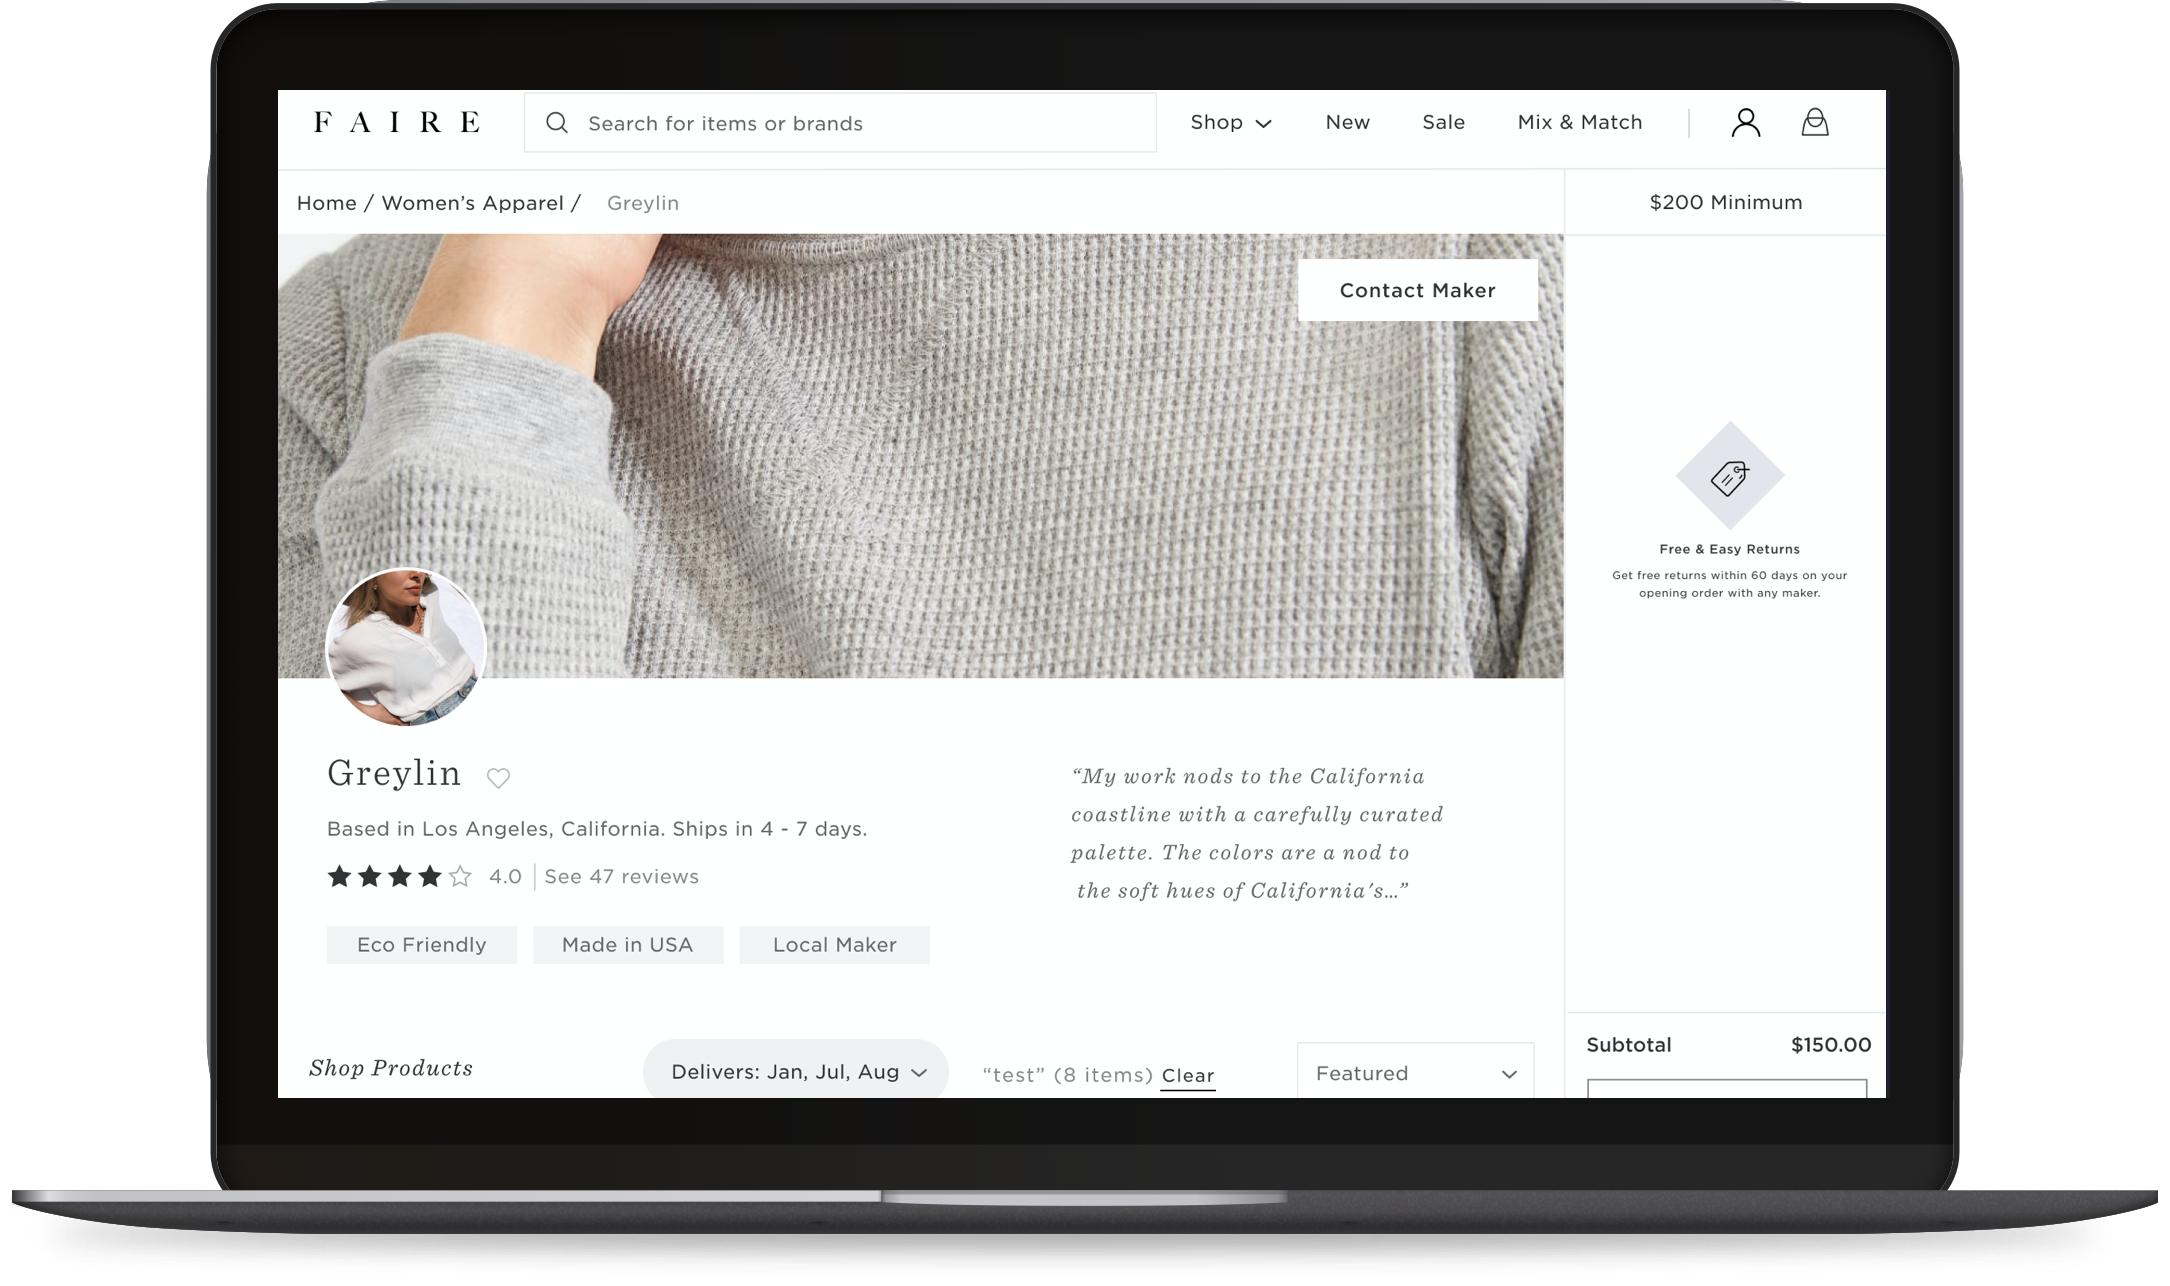 FAIRE
Search for items or brands
Shop
New
Sale
Mix & Match
Home / Women’s Apparel / Greylin
$200 Minimum
Contact Maker
Free & Easy Returns
Get free returns within 60 days on your
opening order with any maker.
Greylin
Based in Los Angeles, California. Ships in 4 - 7 days.
4.0 | See 47 reviews
Eco Friendly
Made in USA
Local Maker
“My work nods to the California
coastline with a carefully curated
palette. The colors are a nod to
the soft hues of California's...”
Shop Products
Delivers: Jan, Jul, Aug
“test” (8 items) Clear
Featured
Subtotal $150.00